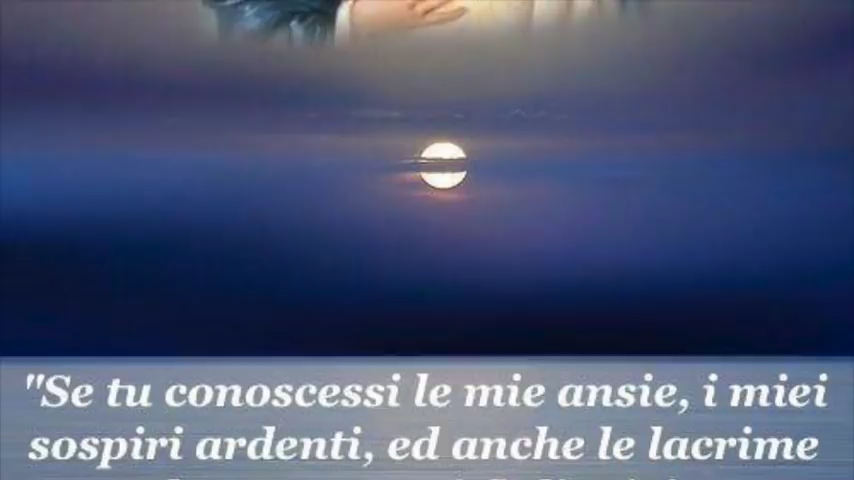 "Se tu conoscessi le mie ansie, i miei
sospiri ardenti, ed anche le lacrime